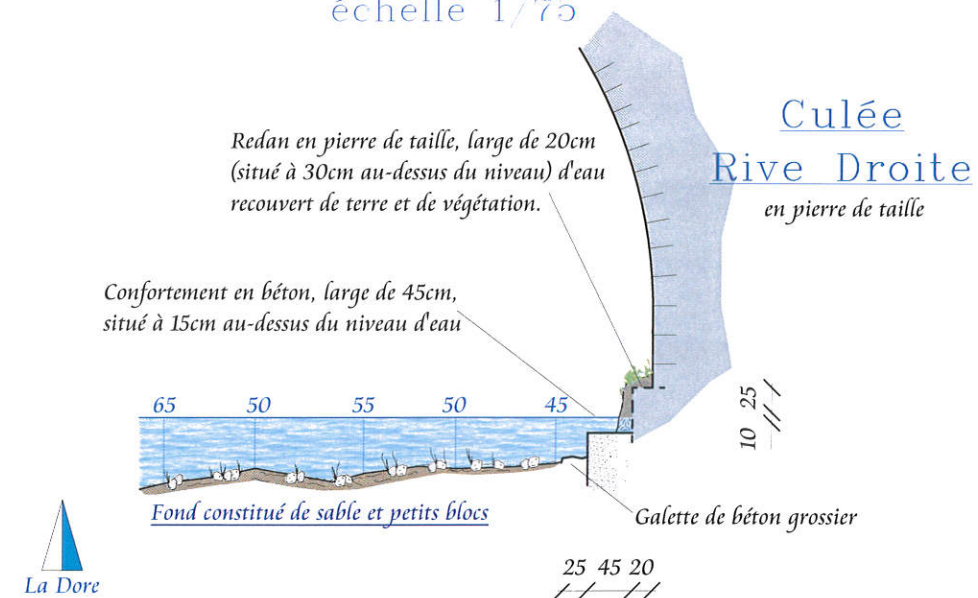 échelle 1/75
Culée
Rive Droite
en pierre de taille
Redan en pierre de taille, large de 20cm
(situé à 30cm au-dessus du niveau) d'eau
recouvert de terre et de végétation.
Confortement en béton, large de 45cm,
situé à 15cm au-dessus du niveau d'eau
65 50 55 50 45
10 25
Fond constitué de sable et petits blocs
Galette de béton grossier
25 45 20
La Dore